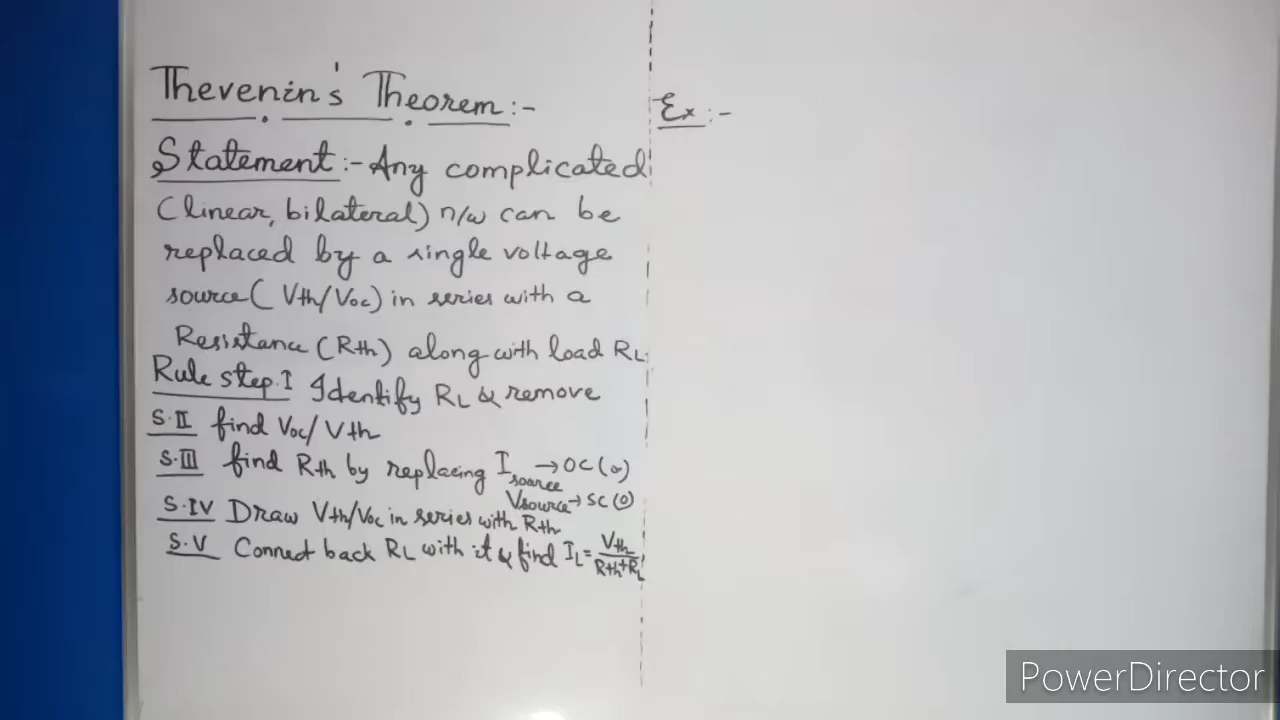 Thevenin's Theorem:-
Statement:- Any complicated
(linear, bilateral) n/w can be
replaced by a single voltage
source (Vth/Voc) in series with a
Resistance (Rth) along with load RL
Rule step.I Identify RL & remove
S.II find Voc/Vth
S.III find Rth by replacing Isource → OC (∞)
Vsource → SC (0)
S.IV Draw Vth/Voc in series with Rth
S.V Connect back RL with it & find IL = Vth/Rth+RL
Ex:-
PowerDirector